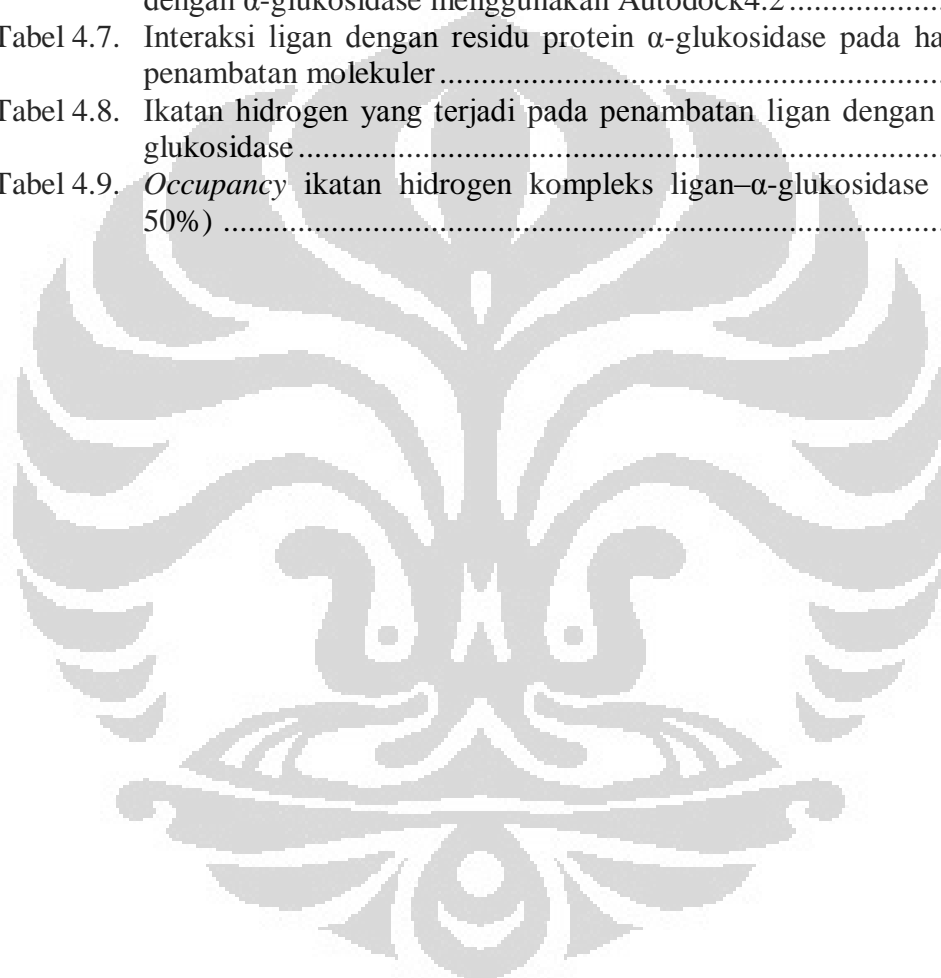 dengan α-glukosidase menggunakan Autodock4.2......................
Tabel 4.7. Interaksi ligan dengan residu protein α-glukosidase pada
penambatan molekuler................................................................
Tabel 4.8. Ikatan hidrogen yang terjadi pada penambatan ligan dengan
glukosidase..................................................................................
Tabel 4.9. Occupancy ikatan hidrogen kompleks ligan–α-glukosidase
50%) ...........................................................................................